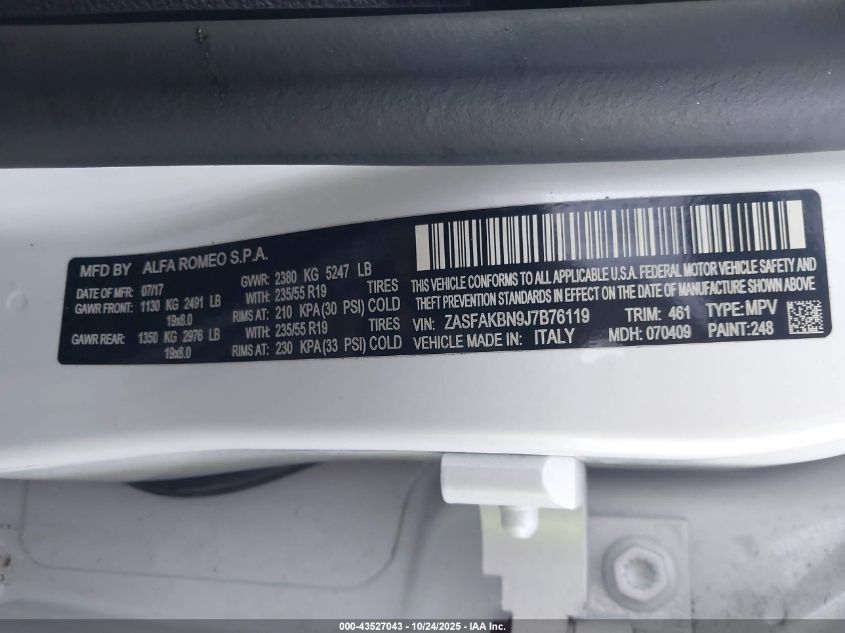 MFD BY ALFA ROMEO S.P.A.
DATE OF MFR: 07/17 GVWR: 2380 KG 5247 LB
GAWR FRONT: 1130 KG 2491 LB WITH: 235/55 R19 TIRES
19x8.0 RIMS AT: 210 KPA (30 PSI) COLD
GAWR REAR: 1350 KG 2976 LB WITH: 235/55 R19 TIRES
19x8.0 RIMS AT: 230 KPA (33 PSI) COLD
THIS VEHICLE CONFORMS TO ALL APPLICABLE U.S.A. FEDERAL MOTOR VEHICLE SAFETY AND
THEFT PREVENTION STANDARDS IN EFFECT ON THE DATE OF MANUFACTURE SHOWN ABOVE
VIN: ZASFAKBN9J7B76119 TRIM: 461 TYPE: MPV
VEHICLE MADE IN: ITALY MDH: 070409 PAINT: 248
000-43527043 - 10/24/2025 - IAA, Inc.